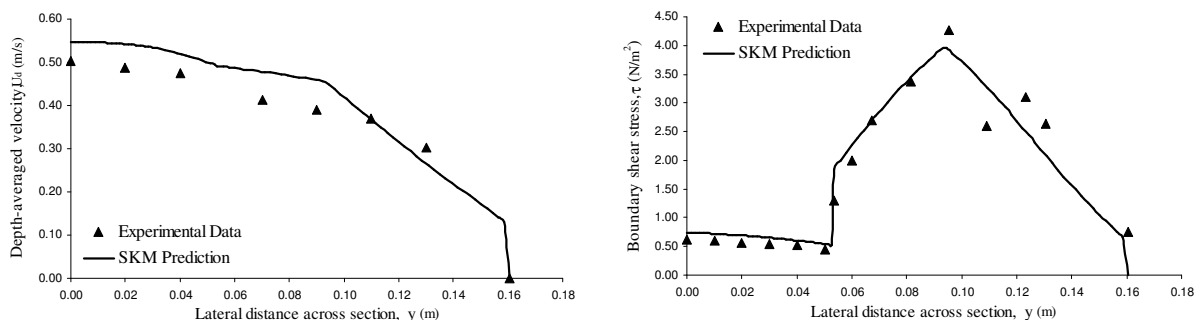 0.60
0.50
0.40
0.30
0.20
0.10
0.00
Depth-averaged velocity,Ud (m/s)
▲ Experimental Data
SKM Prediction
0.00 0.02 0.04 0.06 0.08 0.10 0.12 0.14 0.16 0.18
Lateral distance across section, y (m)
4.50
4.00
3.50
3.00
2.50
2.00
1.50
1.00
0.50
0.00
Boundary shear stress, τ (N/m²)
▲ Experimental Data
SKM Prediction
0.00 0.02 0.04 0.06 0.08 0.10 0.12 0.14 0.16 0.18
Lateral distance across section, y (m)